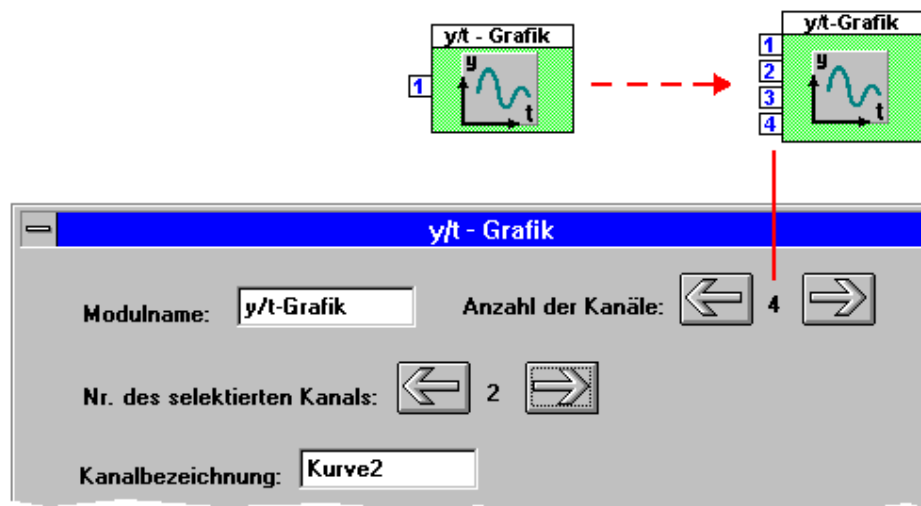 y/t - Grafik
1
y
t
y/t-Grafik
1
2
3
4
y
t
y/t - Grafik
Modulname: y/t-Grafik Anzahl der Kanäle: 4
Nr. des selektierten Kanals: 2
Kanalbezeichnung: Kurve2